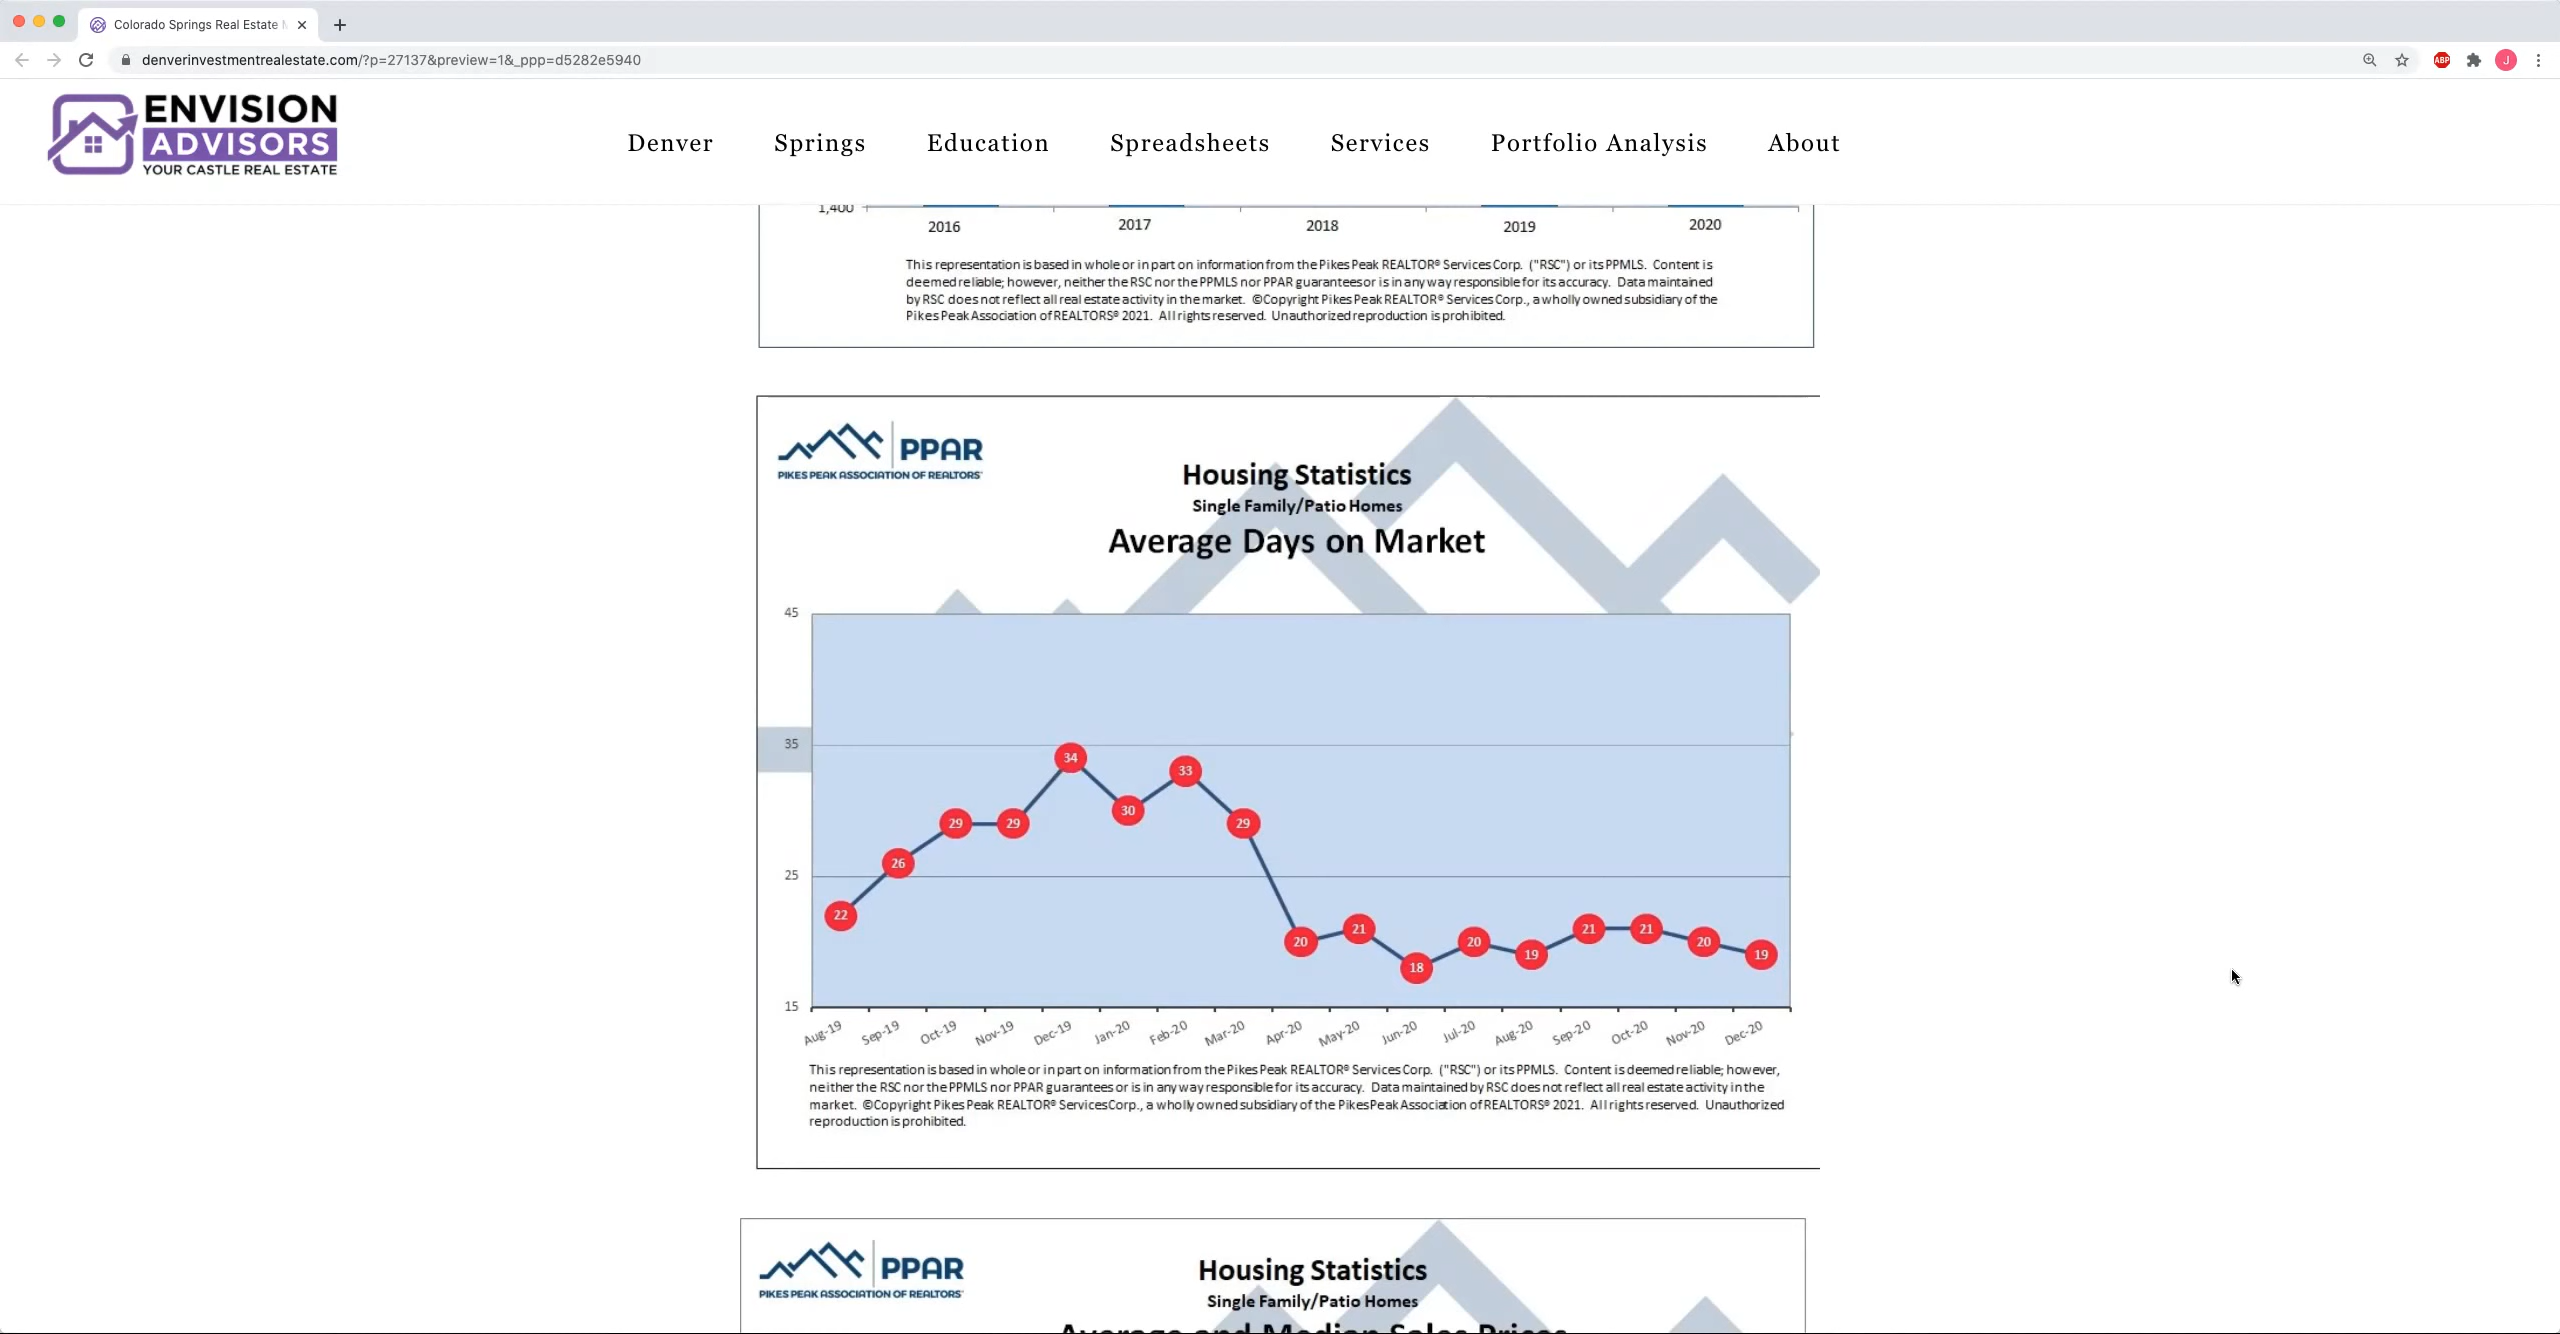 Colorado Springs Real Estate M
denverinvestmentrealestate.com/?p=27137&preview=1&_ppp=d5282e5940
ABP
J
ENVISION
ADVISORS
YOUR CASTLE REAL ESTATE
Denver Springs Education Spreadsheets Services Portfolio Analysis About
1,400
2016 2017 2018 2019 2020
This representation is based in whole or in part on information from the Pikes Peak REALTOR® Services Corp. ("RSC") or its PPMLS. Content is
deemed reliable; however, neither the RSC nor the PPMLS nor PPAR guarantees or is in any way responsible for its accuracy. Data maintained
by RSC does not reflect all real estate activity in the market. ©Copyright Pikes Peak REALTOR® Services Corp., a wholly owned subsidiary of the
Pikes Peak Association of REALTORS® 2021. All rights reserved. Unauthorized reproduction is prohibited.
PPAR
PIKES PEAK ASSOCIATION OF REALTORS®
Housing Statistics
Single Family/Patio Homes
Average Days on Market
45
35
25
15
22 26 29 29 34 30 33 29 20 21 18 20 19 21 21 20 19
Aug-19 Sep-19 Oct-19 Nov-19 Dec-19 Jan-20 Feb-20 Mar-20 Apr-20 May-20 Jun-20 Jul-20 Aug-20 Sep-20 Oct-20 Nov-20 Dec-20
This representation is based in whole or in part on information from the Pikes Peak REALTOR® Services Corp. ("RSC") or its PPMLS. Content is deemed reliable; however,
neither the RSC nor the PPMLS nor PPAR guarantees or is in any way responsible for its accuracy. Data maintained by RSC does not reflect all real estate activity in the
market. ©Copyright Pikes Peak REALTOR® Services Corp., a wholly owned subsidiary of the Pikes Peak Association of REALTORS® 2021. All rights reserved. Unauthorized
reproduction is prohibited.
PPAR
PIKES PEAK ASSOCIATION OF REALTORS®
Housing Statistics
Single Family/Patio Homes
Average and Median Sales Prices